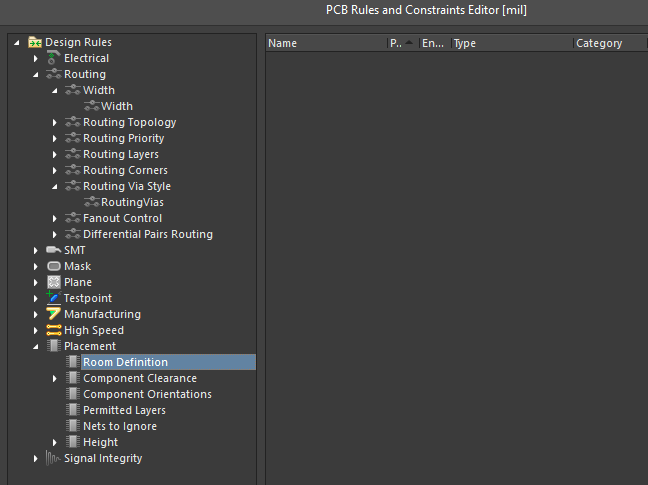 PCB Rules and Constraints Editor [mil]
Design Rules
Electrical
Routing
Width
Width
Routing Topology
Routing Priority
Routing Layers
Routing Corners
Routing Via Style
RoutingVias
Fanout Control
Differential Pairs Routing
SMT
Mask
Plane
Testpoint
Manufacturing
High Speed
Placement
Room Definition
Component Clearance
Component Orientations
Permitted Layers
Nets to Ignore
Height
Signal Integrity
Name P.. En... Type Category